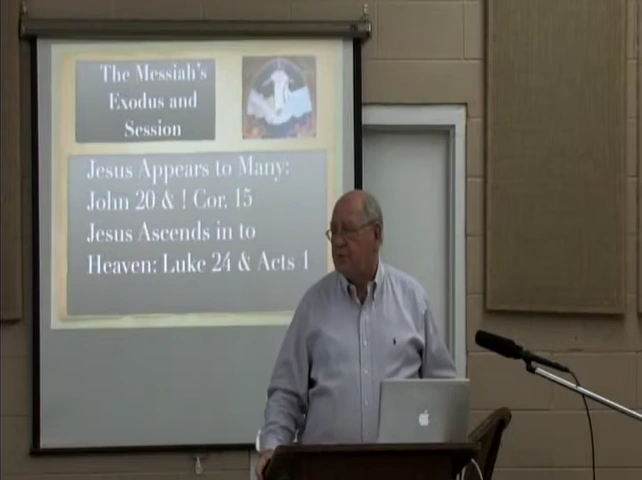 The Messiah's
Exodus and
Session
Jesus Appears to Many:
John 20 & ! Cor. 15
Jesus Ascends in to
Heaven: Luke 24 & Acts 1